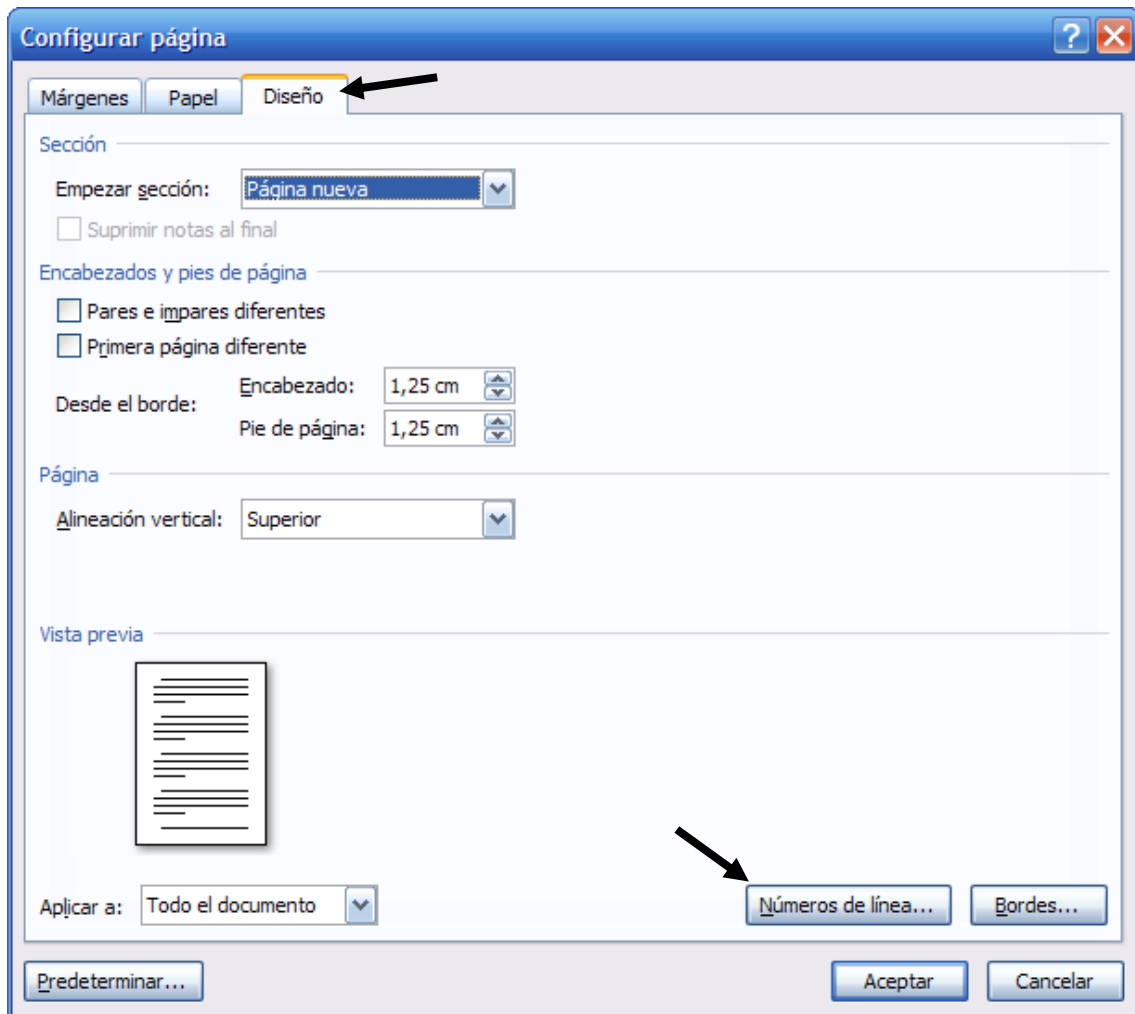 Configurar página
Márgenes Papel Diseño
Sección
Empezar sección: Página nueva
Suprimir notas al final
Encabezados y pies de página
Pares e impares diferentes
Primera página diferente
Encabezado: 1,25 cm
Desde el borde:
Pie de página: 1,25 cm
Página
Alineación vertical: Superior
Vista previa
Aplicar a: Todo el documento Números de línea... Bordes...
Predeterminar... Aceptar Cancelar